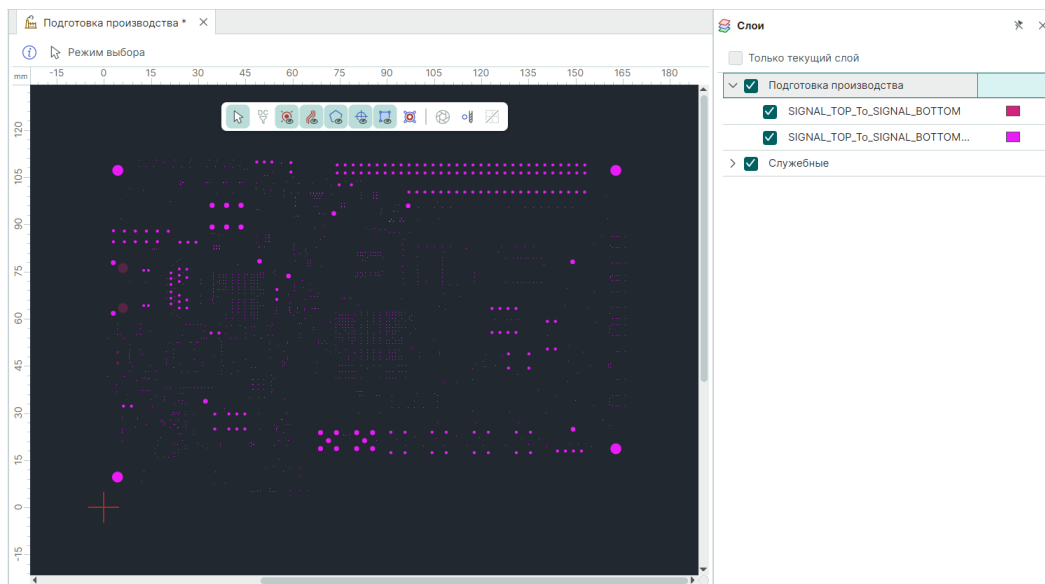 Подготовка производства *
Слои
Режим выбора
Только текущий слой
mm -15 0 15 30 45 60 75 90 105 120 135 150 165 180
Подготовка производства
SIGNAL_TOP_To_SIGNAL_BOTTOM
SIGNAL_TOP_To_SIGNAL_BOTTOM...
Служебные
120
105
90
75
60
45
30
15
0
-15